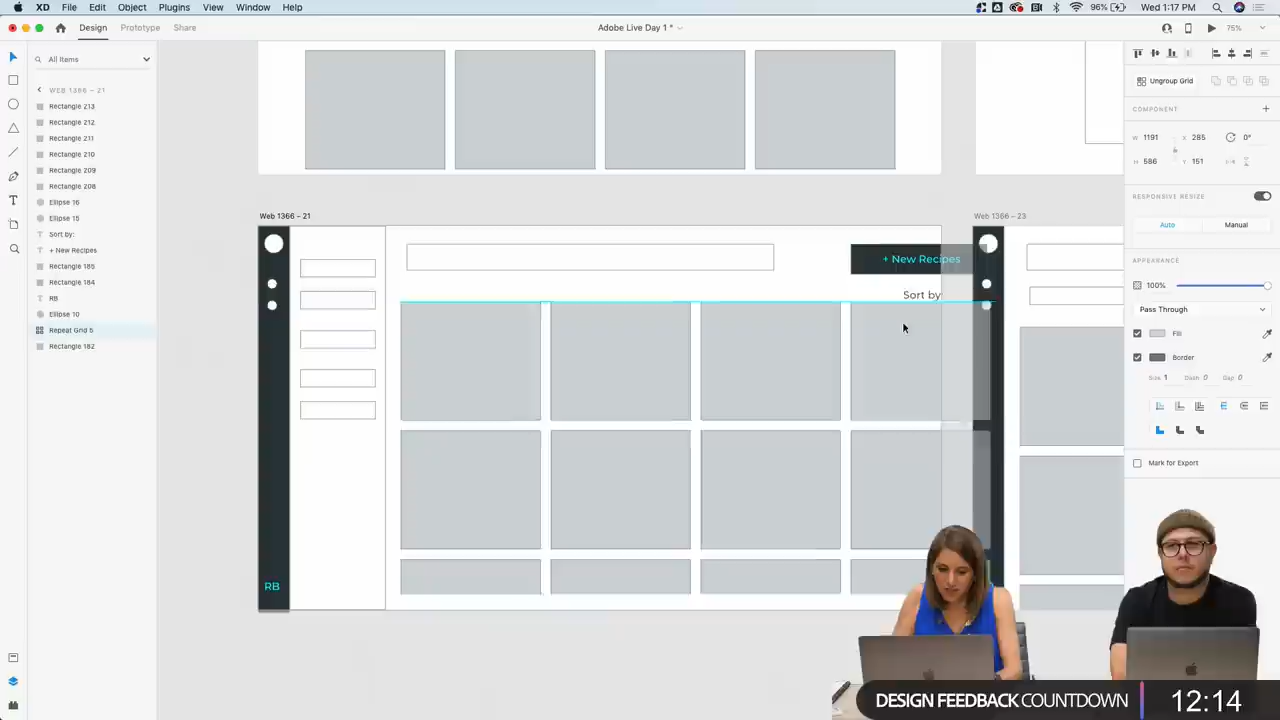 XD File Edit Object Plugins View Window Help
96% Wed 1:17 PM
Design Prototype Share
Adobe Live Day 1 *
75%
All Items
WEB 1366 – 21
Rectangle 213
Rectangle 212
Rectangle 211
Rectangle 210
Rectangle 209
Rectangle 208
Ellipse 16
Ellipse 15
Sort by:
+ New Recipes
Rectangle 185
Rectangle 184
RB
Ellipse 10
Repeat Grid 5
Rectangle 182
Web 1366 – 21
Web 1366 – 23
+ New Recipes
Sort by
RB
Ungroup Grid
COMPONENT
W 1191 X 285 0°
H 586 Y 151
RESPONSIVE RESIZE
Auto Manual
APPEARANCE
100%
Pass Through
Fill
Border
Size 1 Dash 0 Gap 0
Mark for Export
DESIGN FEEDBACK COUNTDOWN 12:14